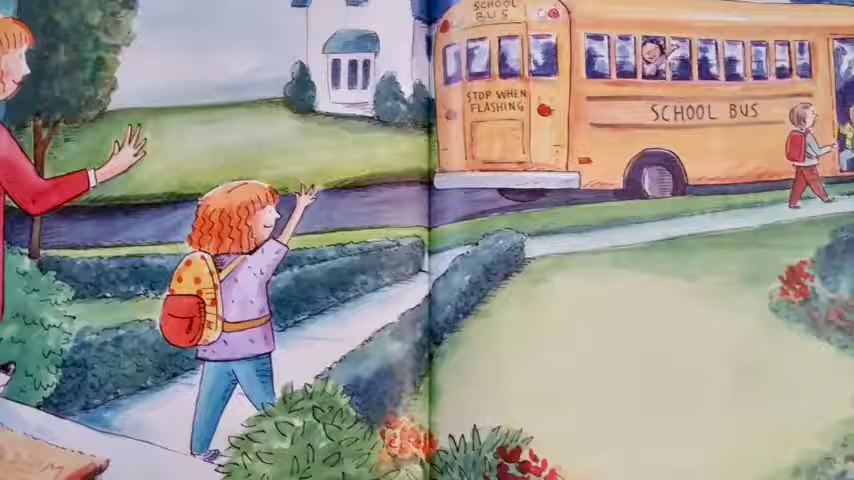 SCHOOL
BUS
STOP WHEN
FLASHING
SCHOOL BUS